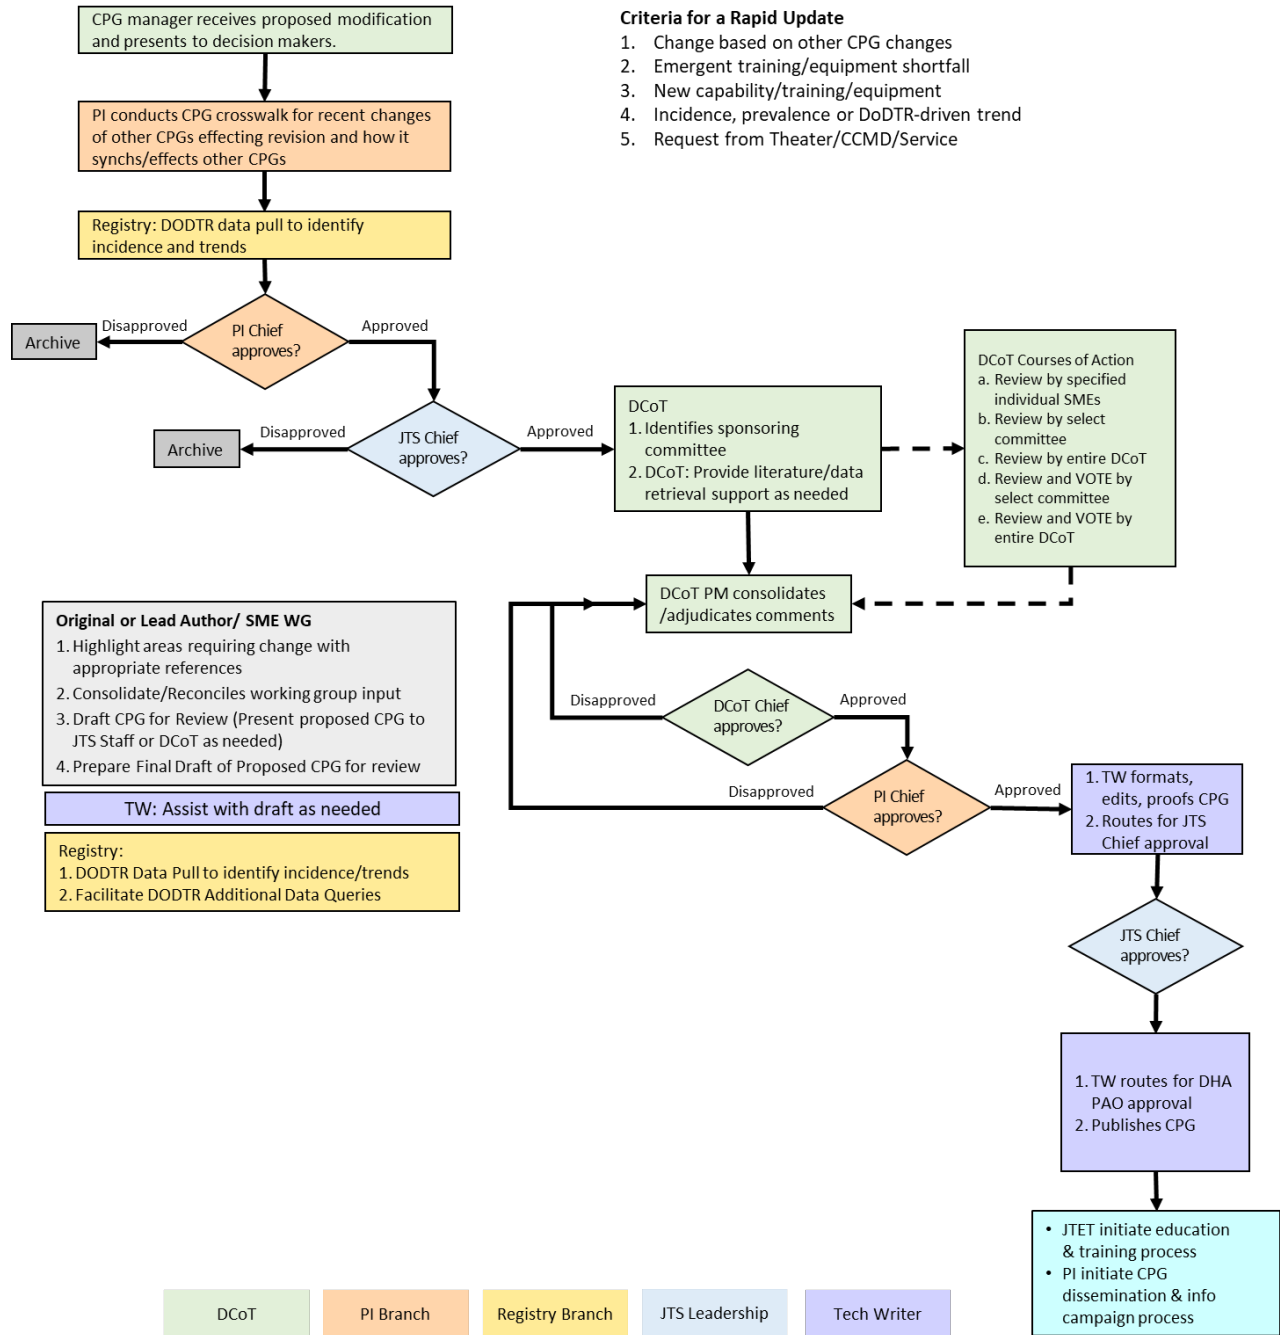 CPG manager receives proposed modification
and presents to decision makers.
Criteria for a Rapid Update
1. Change based on other CPG changes
2. Emergent training/equipment shortfall
3. New capability/training/equipment
4. Incidence, prevalence or DoDTR-driven trend
5. Request from Theater/CCMD/Service
PI conducts CPG crosswalk for recent changes
of other CPGs effecting revision and how it
synchs/effects other CPGs
Registry: DODTR data pull to identify
incidence and trends
PI Chief
approves?
Disapproved
Approved
Archive
JTS Chief
approves?
Disapproved
Approved
Archive
DCoT
1. Identifies sponsoring
committee
2. DCoT: Provide literature/data
retrieval support as needed
DCoT Courses of Action
a. Review by specified
individual SMEs
b. Review by select
committee
c. Review by entire DCoT
d. Review and VOTE by
select committee
e. Review and VOTE by
entire DCoT
DCoT PM consolidates
/adjudicates comments
Original or Lead Author/ SME WG
1. Highlight areas requiring change with
appropriate references
2. Consolidate/Reconciles working group input
3. Draft CPG for Review (Present proposed CPG to
JTS Staff or DCoT as needed)
4. Prepare Final Draft of Proposed CPG for review
TW: Assist with draft as needed
Registry:
1. DODTR Data Pull to identify incidence/trends
2. Facilitate DODTR Additional Data Queries
Disapproved
DCoT Chief
approves?
Approved
Disapproved
PI Chief
approves?
Approved
1. TW formats,
edits, proofs CPG
2. Routes for JTS
Chief approval
JTS Chief
approves?
1. TW routes for DHA
PAO approval
2. Publishes CPG
• JTET initiate education
& training process
• PI initiate CPG
dissemination & info
campaign process
DCoT
PI Branch
Registry Branch
JTS Leadership
Tech Writer